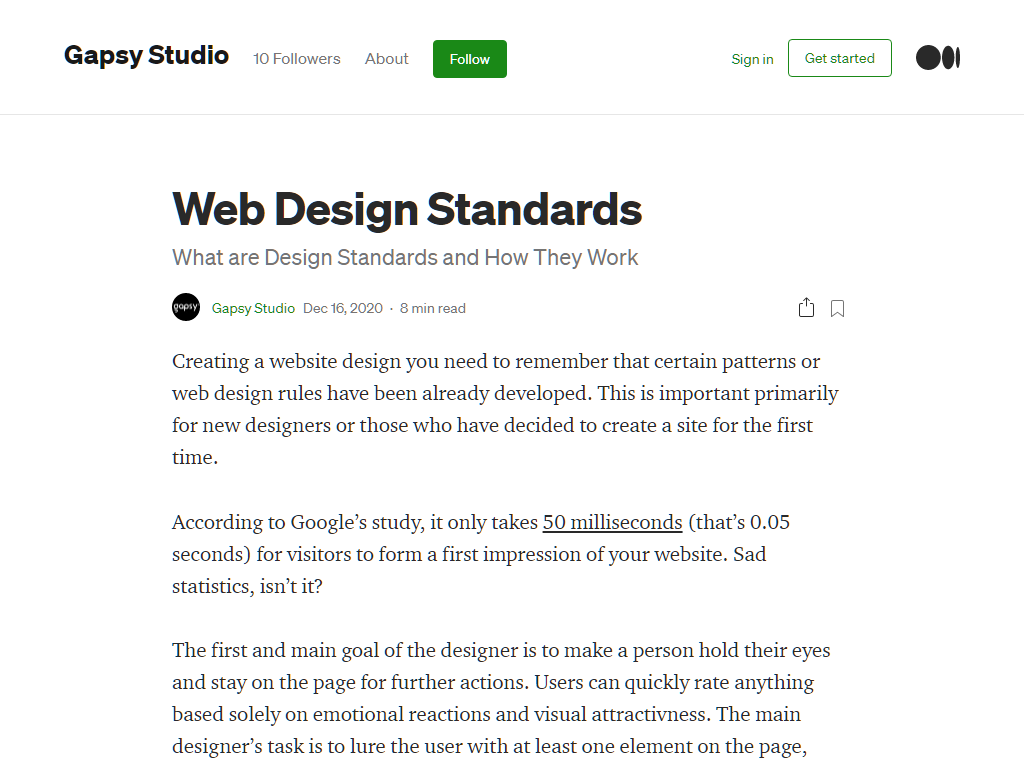 Gapsy Studio 10 Followers About Follow Sign in Get started
Web Design Standards
What are Design Standards and How They Work
gapsy Gapsy Studio Dec 16, 2020 · 8 min read
Creating a website design you need to remember that certain patterns or
web design rules have been already developed. This is important primarily
for new designers or those who have decided to create a site for the first
time.
According to Google’s study, it only takes 50 milliseconds (that’s 0.05
seconds) for visitors to form a first impression of your website. Sad
statistics, isn’t it?
The first and main goal of the designer is to make a person hold their eyes
and stay on the page for further actions. Users can quickly rate anything
based solely on emotional reactions and visual attractivness. The main
designer’s task is to lure the user with at least one element on the page,